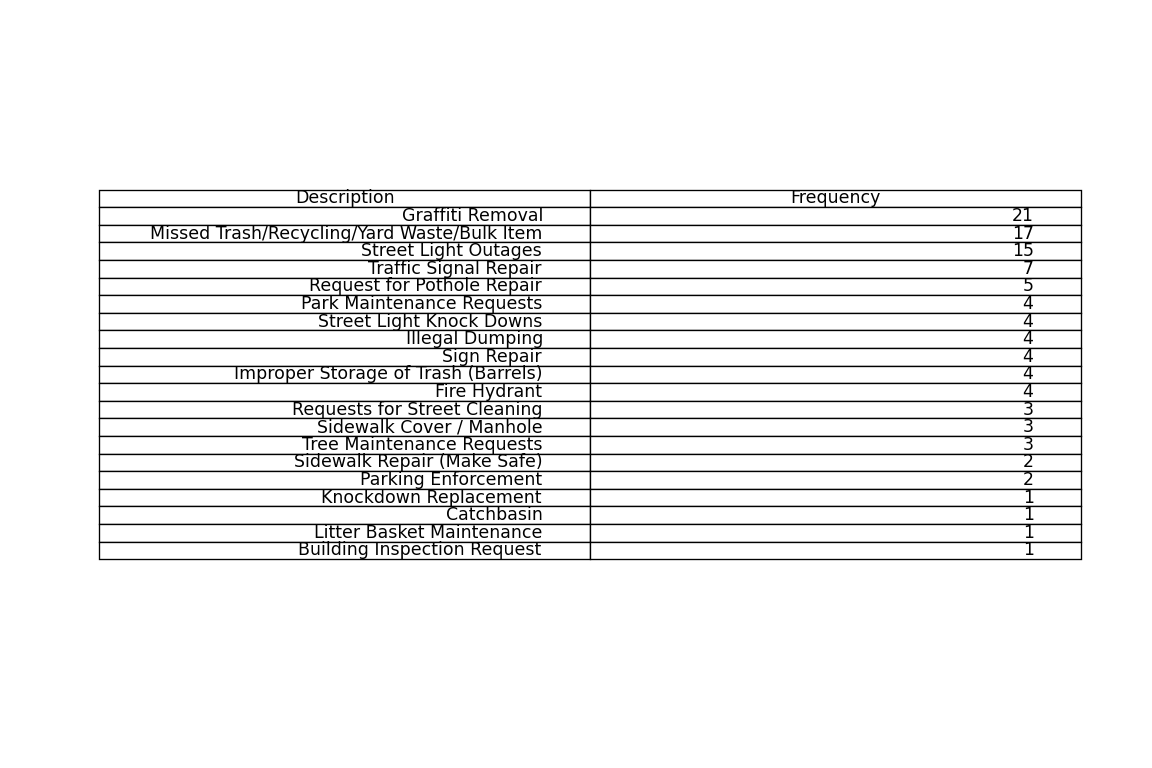 Description Frequency
Graffiti Removal 21
Missed Trash/Recycling/Yard Waste/Bulk Item 17
Street Light Outages 15
Traffic Signal Repair 7
Request for Pothole Repair 5
Park Maintenance Requests 4
Street Light Knock Downs 4
Illegal Dumping 4
Sign Repair 4
Improper Storage of Trash (Barrels) 4
Fire Hydrant 4
Requests for Street Cleaning 3
Sidewalk Cover / Manhole 3
Tree Maintenance Requests 3
Sidewalk Repair (Make Safe) 2
Parking Enforcement 2
Knockdown Replacement 1
Catchbasin 1
Litter Basket Maintenance 1
Building Inspection Request 1